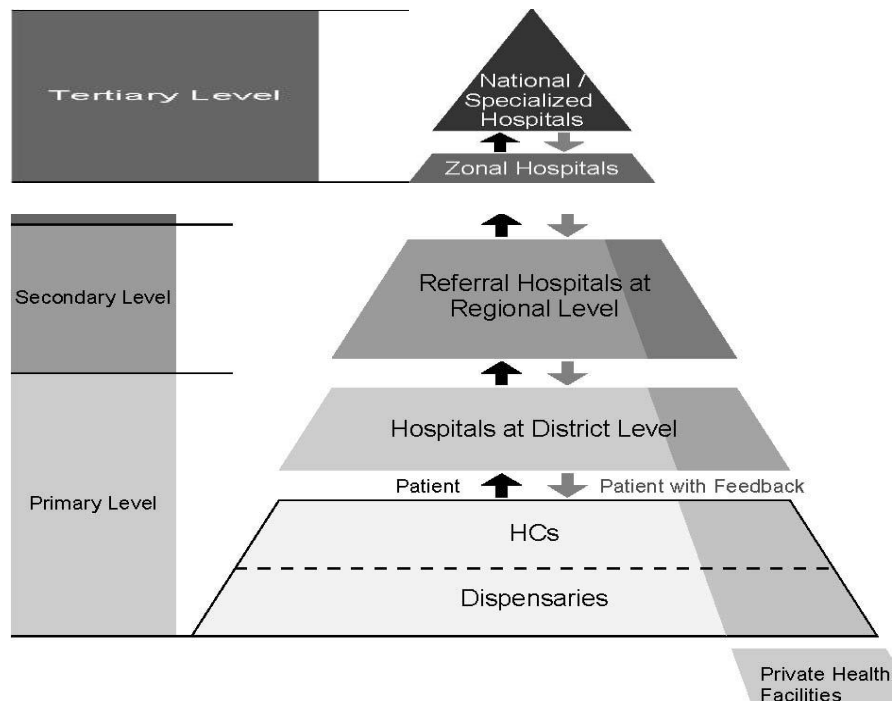 Tertiary Level
National /
Specialized
Hospitals
Zonal Hospitals
Secondary Level
Referral Hospitals at
Regional Level
Hospitals at District Level
Primary Level
Patient
Patient with Feedback
HCs
Dispensaries
Private Health
Facilities